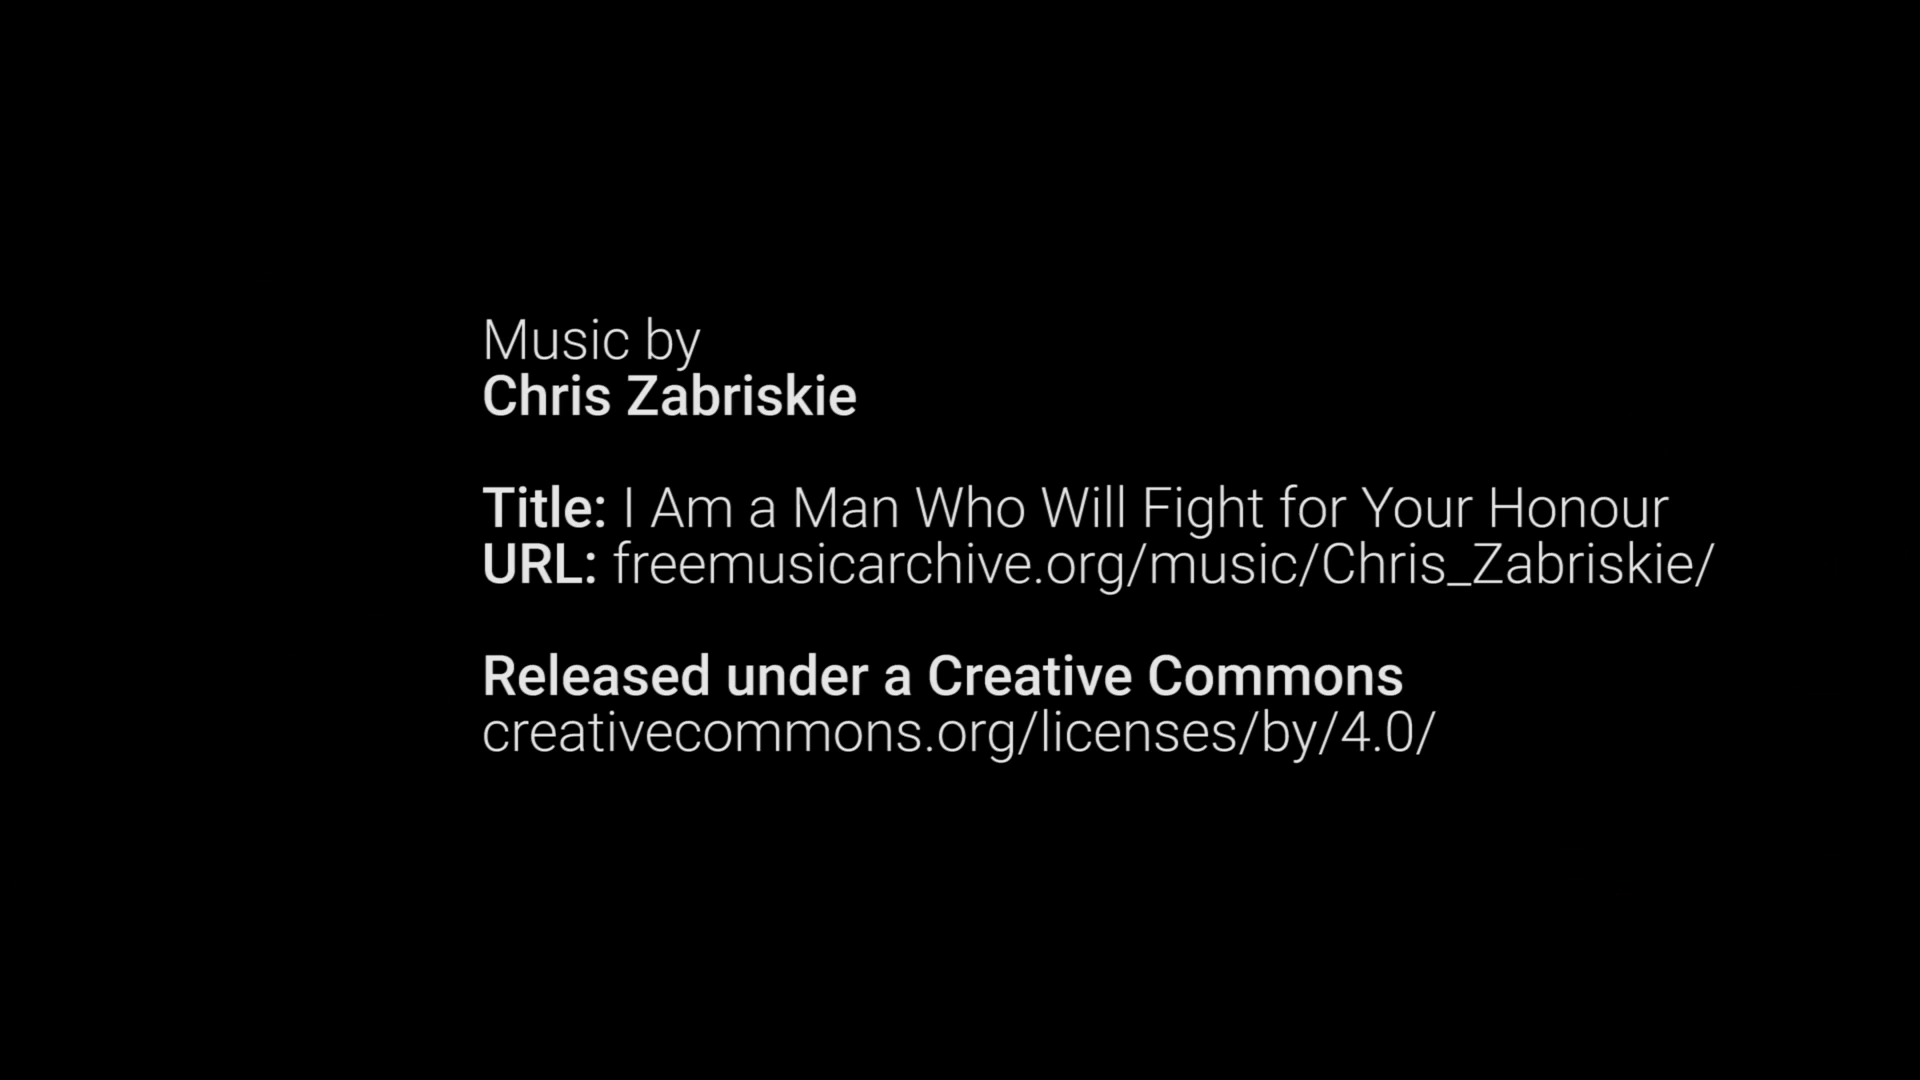 Music by
Chris Zabriskie
Title: I Am a Man Who Will Fight for Your Honour
URL: freemusicarchive.org/music/Chris_Zabriskie/
Released under a Creative Commons
creativecommons.org/licenses/by/4.0/